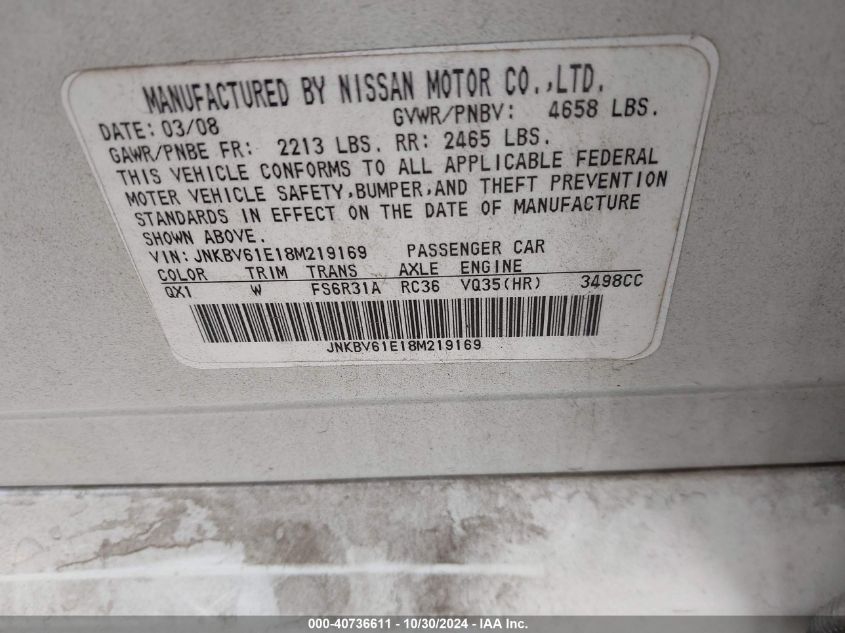 MANUFACTURED BY NISSAN MOTOR CO.,LTD.
DATE: 03/08 GVWR/PNBV: 4658 LBS.
GAWR/PNBE FR: 2213 LBS. RR: 2465 LBS.
THIS VEHICLE CONFORMS TO ALL APPLICABLE FEDERAL
MOTER VEHICLE SAFETY,BUMPER,AND THEFT PREVENTION
STANDARDS IN EFFECT ON THE DATE OF MANUFACTURE
SHOWN ABOVE.
VIN: JNKBV61E18M219169 PASSENGER CAR
COLOR TRIM TRANS AXLE ENGINE
QX1 W FS6R31A RC36 VQ35(HR) 3498CC
JNKBV61E18M219169
000-40736611 - 10/30/2024 - IAA Inc.